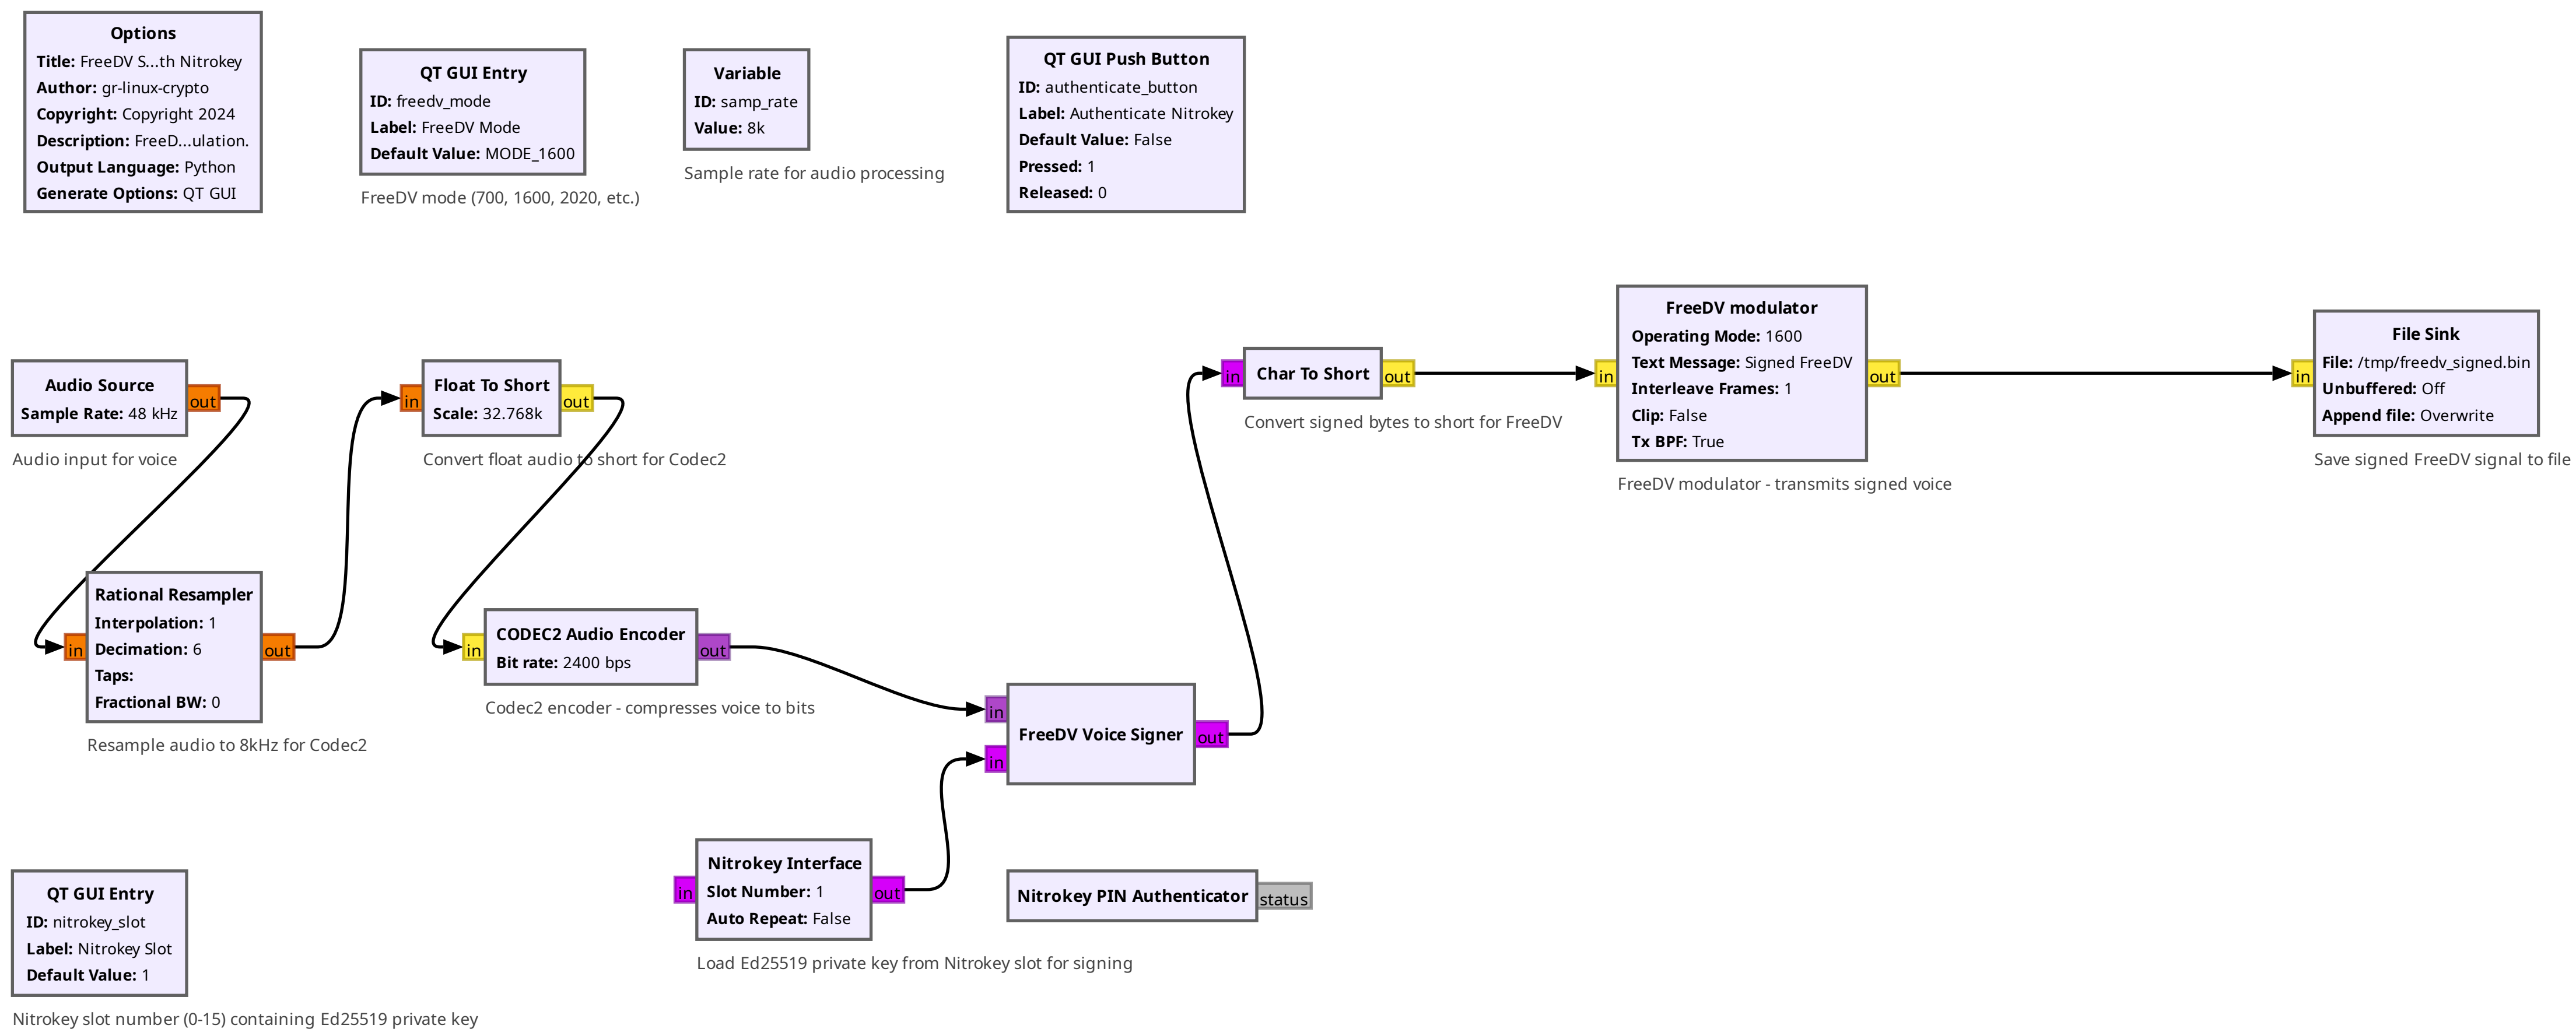 Options
Title: FreeDV S...th Nitrokey
Author: gr-linux-crypto
Copyright: Copyright 2024
Description: FreeD...ulation.
Output Language: Python
Generate Options: QT GUI
QT GUI Entry
ID: freedv_mode
Label: FreeDV Mode
Default Value: MODE_1600
FreeDV mode (700, 1600, 2020, etc.)
Variable
ID: samp_rate
Value: 8k
Sample rate for audio processing
QT GUI Push Button
ID: authenticate_button
Label: Authenticate Nitrokey
Default Value: False
Pressed: 1
Released: 0
Audio Source
Sample Rate: 48 kHz
out
Audio input for voice
in
Float To Short
Scale: 32.768k
out
Convert float audio to short for Codec2
in
Char To Short
out
Convert signed bytes to short for FreeDV
in
FreeDV modulator
Operating Mode: 1600
Text Message: Signed FreeDV
Interleave Frames: 1
Clip: False
Tx BPF: True
out
FreeDV modulator - transmits signed voice
in
File Sink
File: /tmp/freedv_signed.bin
Unbuffered: Off
Append file: Overwrite
Save signed FreeDV signal to file
in
Rational Resampler
Interpolation: 1
Decimation: 6
Taps:
Fractional BW: 0
out
Resample audio to 8kHz for Codec2
in
CODEC2 Audio Encoder
Bit rate: 2400 bps
out
Codec2 encoder - compresses voice to bits
in
in
FreeDV Voice Signer
out
QT GUI Entry
ID: nitrokey_slot
Label: Nitrokey Slot
Default Value: 1
Nitrokey slot number (0-15) containing Ed25519 private key
in
Nitrokey Interface
Slot Number: 1
Auto Repeat: False
out
Load Ed25519 private key from Nitrokey slot for signing
Nitrokey PIN Authenticator
status